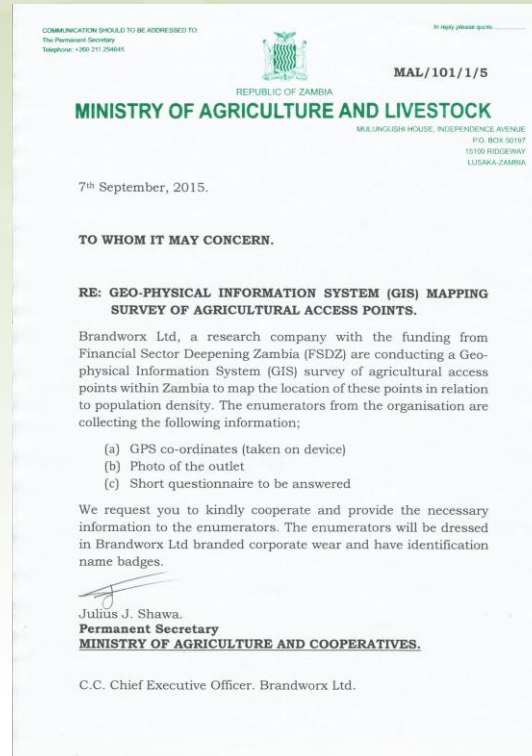 COMMUNICATION SHOULD TO BE ADDRESSED TO:
The Permanent Secretary
Telephone: +260 211 254645
In reply please quote
MAL/101/1/5
REPUBLIC OF ZAMBIA
MINISTRY OF AGRICULTURE AND LIVESTOCK
MULUNGUSHI HOUSE, INDEPENDENCE AVENUE
P.O. BOX 50197
15100 RIDGEWAY
LUSAKA-ZAMBIA
7th September, 2015.
TO WHOM IT MAY CONCERN.
RE: GEO-PHYSICAL INFORMATION SYSTEM (GIS) MAPPING
SURVEY OF AGRICULTURAL ACCESS POINTS.
Brandworx Ltd, a research company with the funding from
Financial Sector Deepening Zambia (FSDZ) are conducting a Geo-
physical Information System (GIS) survey of agricultural access
points within Zambia to map the location of these points in relation
to population density. The enumerators from the organisation are
collecting the following information;
(a) GPS co-ordinates (taken on device)
(b) Photo of the outlet
(c) Short questionnaire to be answered
We request you to kindly cooperate and provide the necessary
information to the enumerators. The enumerators will be dressed
in Brandworx Ltd branded corporate wear and have identification
name badges.
Julius J. Shawa.
Permanent Secretary
MINISTRY OF AGRICULTURE AND COOPERATIVES.
C.C. Chief Executive Officer. Brandworx Ltd.